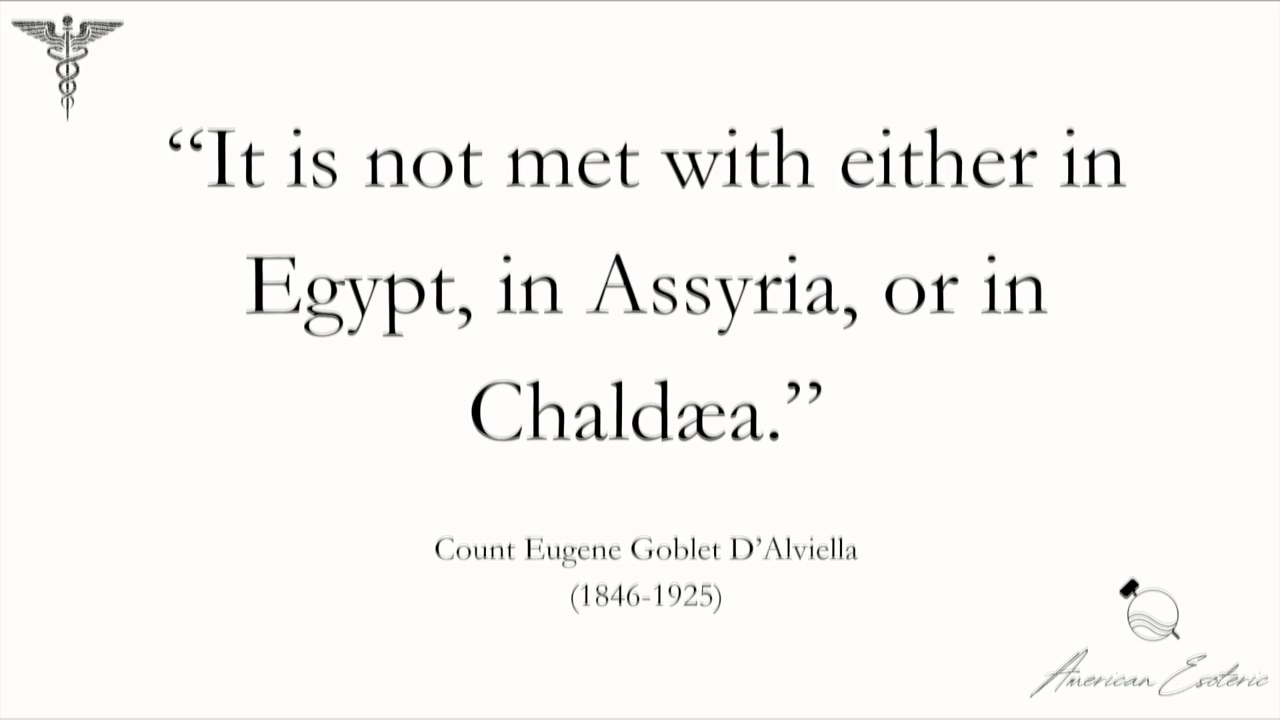 “It is not met with either in
Egypt, in Assyria, or in
Chaldæa.”
Count Eugene Goblet D’Alviella
(1846-1925)
American Esoteric